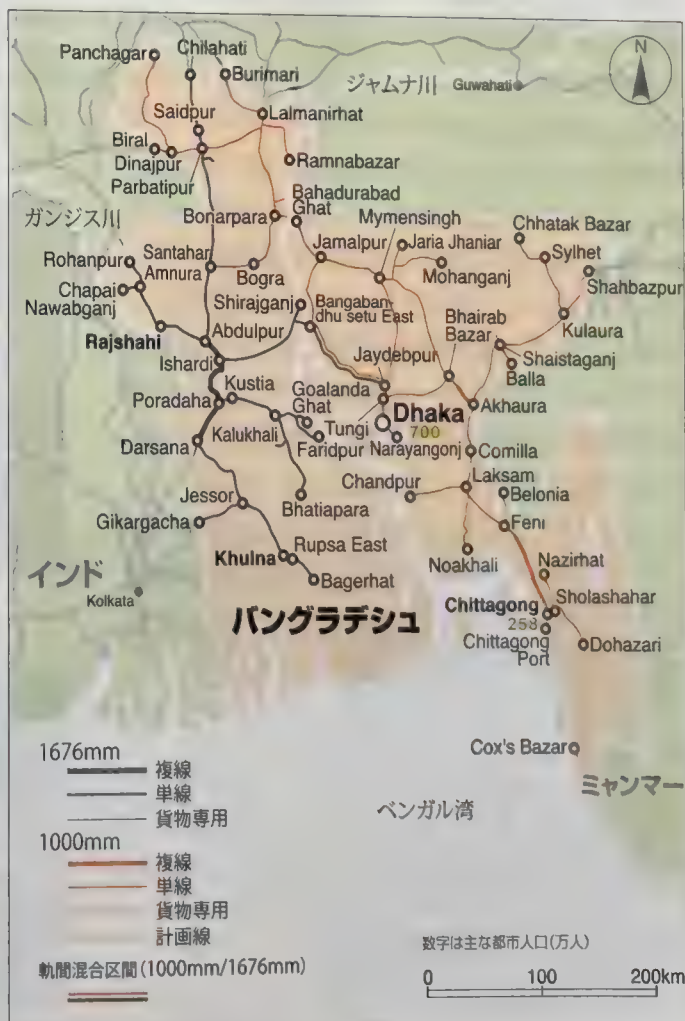 Panchagar
Chilahati
Burimari
ジャムナ川
Guwahati
N
Saidpur
Lalmanirhat
Biral
Dinajpur
Parbatipur
Ramnabazar
Bahadurabad
Ghat
ガンジス川
Bonarpara
Mymensingh
Chhatak Bazar
Rohanpur
Santahar
Amnura
Jamalpur
Jaria Jhaniar
Sylhet
Bogra
Mohanganj
Shahbazpur
Chapai
Nawabganj
Shirajganj
Bangaban-
dhu setu East
Bhairab
Bazar
Kulaura
Rajshahi
Abdulpur
Jaydebpur
Shaistaganj
Ishardi
Balla
Poradaha
Kustia
Goalanda
Ghat
Tungi
Dhaka
700
Akhaura
Kalukhali
Faridpur
Narayangonj
Comilla
Darsana
Chandpur
Laksam
Jessor
Bhatiapara
Belonia
Gikargacha
Feni
Khulna
Rupsa East
Noakhali
Nazirhat
インド
Kolkata
Bagerhat
Chittagong
258
Sholashahar
バングラデシュ
Chittagong
Port
Dohazari
Cox's Bazar
ミャンマー
ベンガル湾
1676mm
複線
単線
貨物専用
1000mm
複線
単線
貨物専用
計画線
軌間混合区間(1000mm/1676mm)
数字は主な都市人口(万人)
0 100 200km